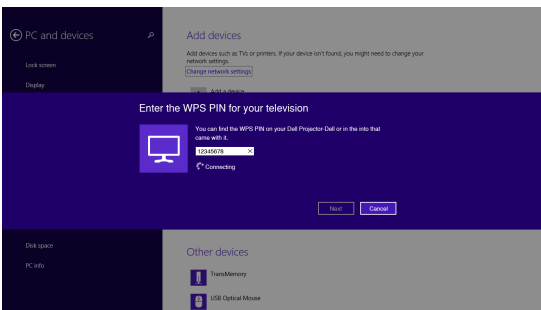 PC and devices
Lock screen
Display
Add devices
Add devices such as TVs or printers. If your device isn't found, you might need to change your
network settings.
Change network settings
Add a device
Enter the WPS PIN for your television
You can find the WPS PIN on your Dell Projector-Dell or in the into that
came with it.
12345678
Connecting
Next
Cancel
Disk space
PC info
Other devices
TransMemory
USB Optical Mouse